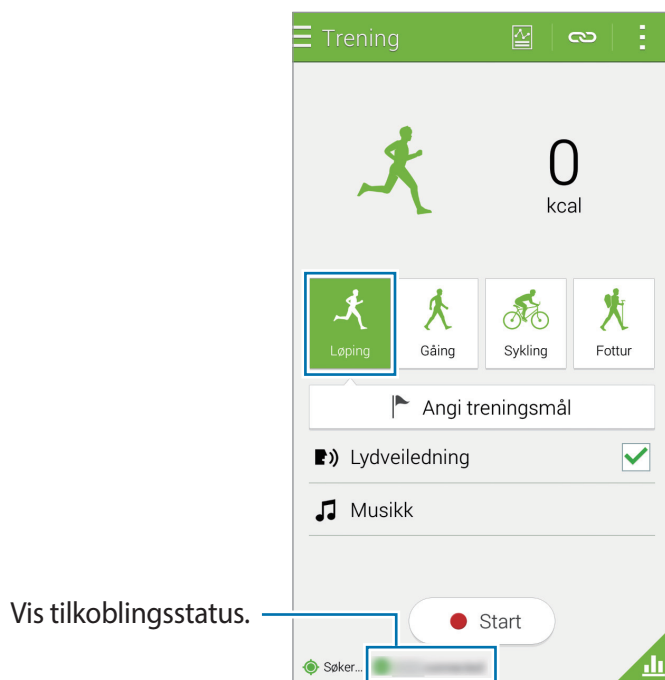 Trening
0
kcal
Løping
Gåing
Sykling
Fottur
Angi treningsmål
Lydveiledning
Musikk
Vis tilkoblingsstatus.
Start
Søker...